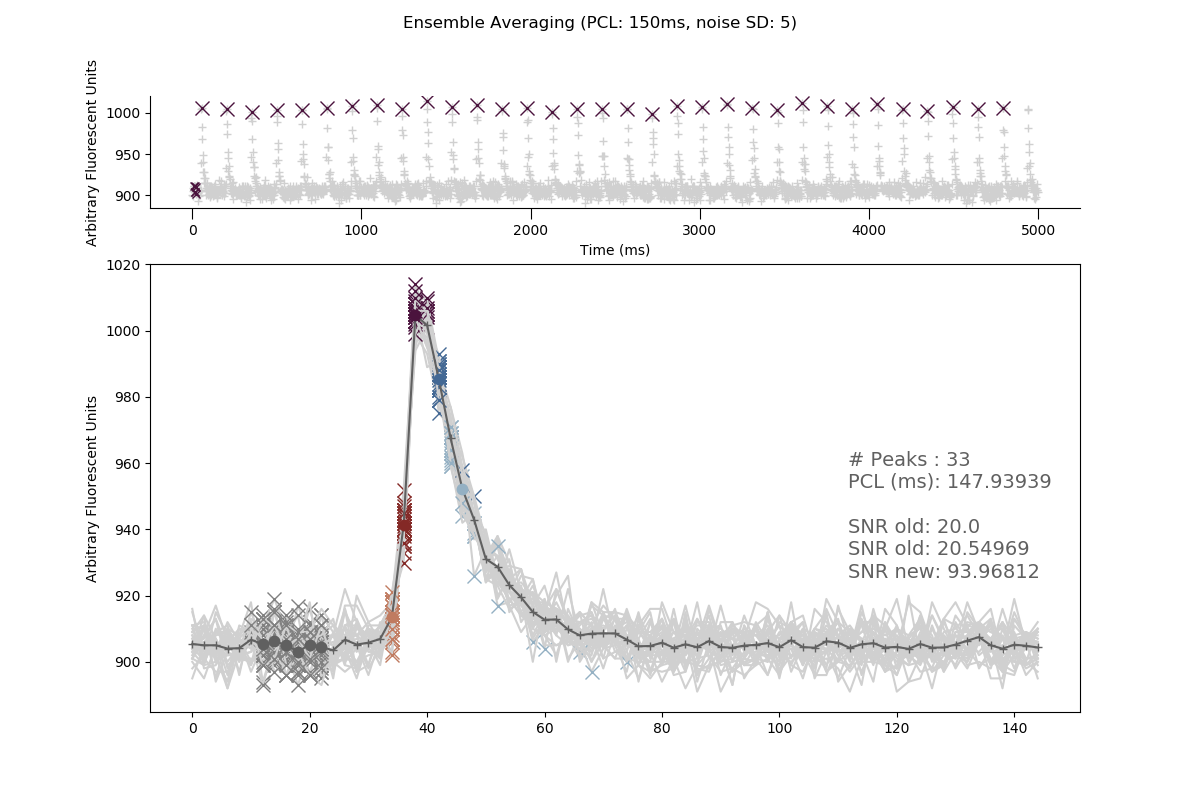 Ensemble Averaging (PCL: 150ms, noise SD: 5)
Arbitrary Fluorescent Units
1000
950
900
0
1000
2000
3000
4000
5000
Time (ms)
Arbitrary Fluorescent Units
1020
1000
980
960
940
920
900
# Peaks : 33
PCL (ms): 147.93939
SNR old: 20.0
SNR old: 20.54969
SNR new: 93.96812
0
20
40
60
80
100
120
140